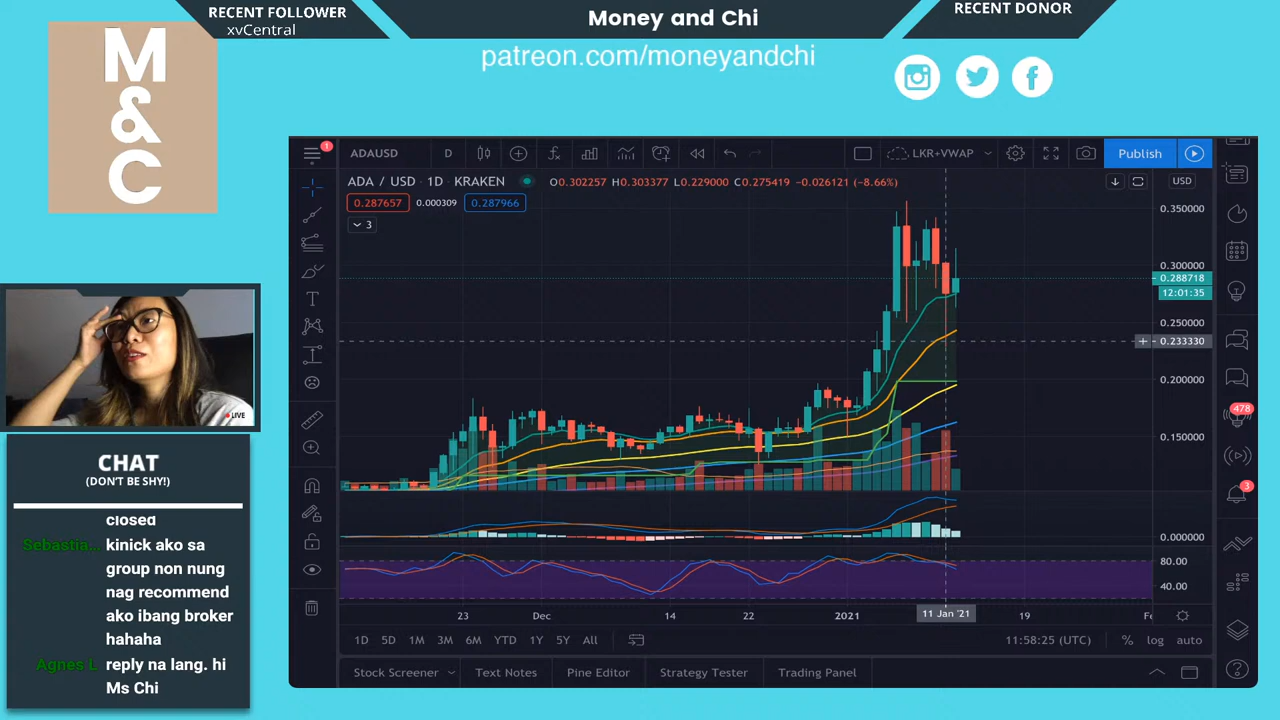 RECENT FOLLOWER
xvCentral
Money and Chi
RECENT DONOR
patreon.com/moneyandchi
M
&
C
1
ADAUSD
D
LKR+VWAP
Publish
ADA / USD · 1D · KRAKEN
O0.302257 H0.303377 L0.229000 C0.275419 -0.026121 (-8.66%)
USD
0.287657
0.000309
0.287966
3
0.350000
0.300000
0.288718
12:01:35
0.250000
0.233330
0.200000
0.150000
0.000000
80.00
40.00
478
3
23
Dec
14
22
2021
11 Jan '21
19
Fe
1D 5D 1M 3M 6M YTD 1Y 5Y All
11:58:25 (UTC)
% log auto
Stock Screener
Text Notes
Pine Editor
Strategy Tester
Trading Panel
LIVE
CHAT
(DON'T BE SHY!)
closed
Sebastia... kinick ako sa
group non nung
nag recommend
ako ibang broker
hahaha
Agnes L reply na lang. hi
Ms Chi